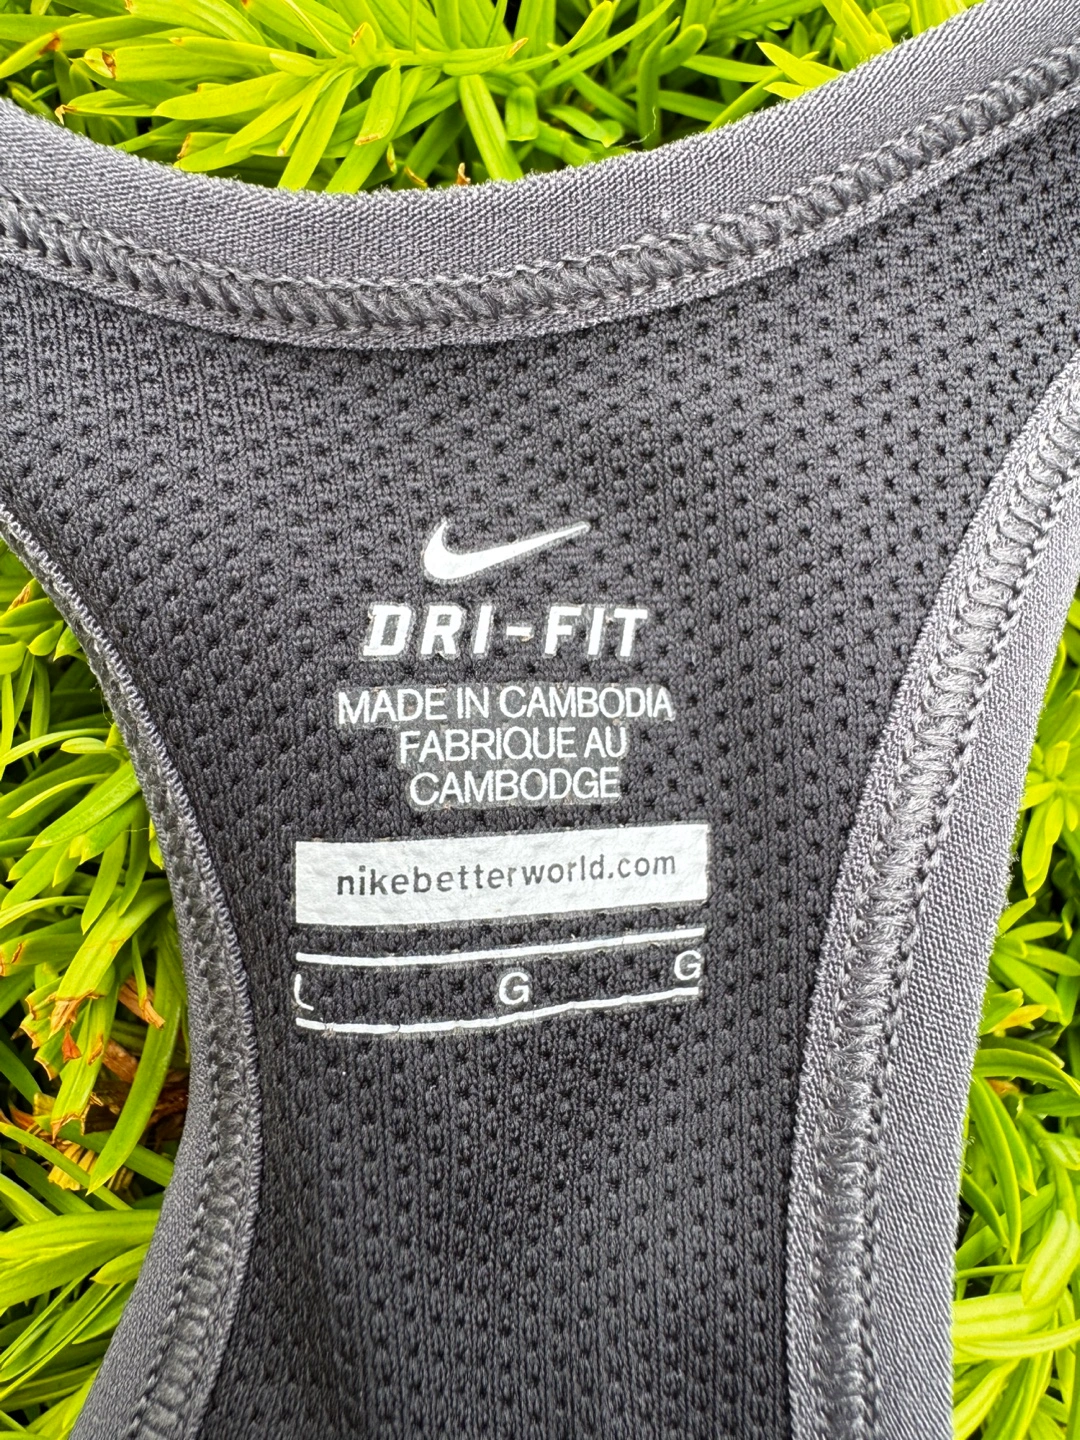 DRI-FIT
MADE IN CAMBODIA
FABRIQUE AU
CAMBODGE
nikebetterworld.com
L G G